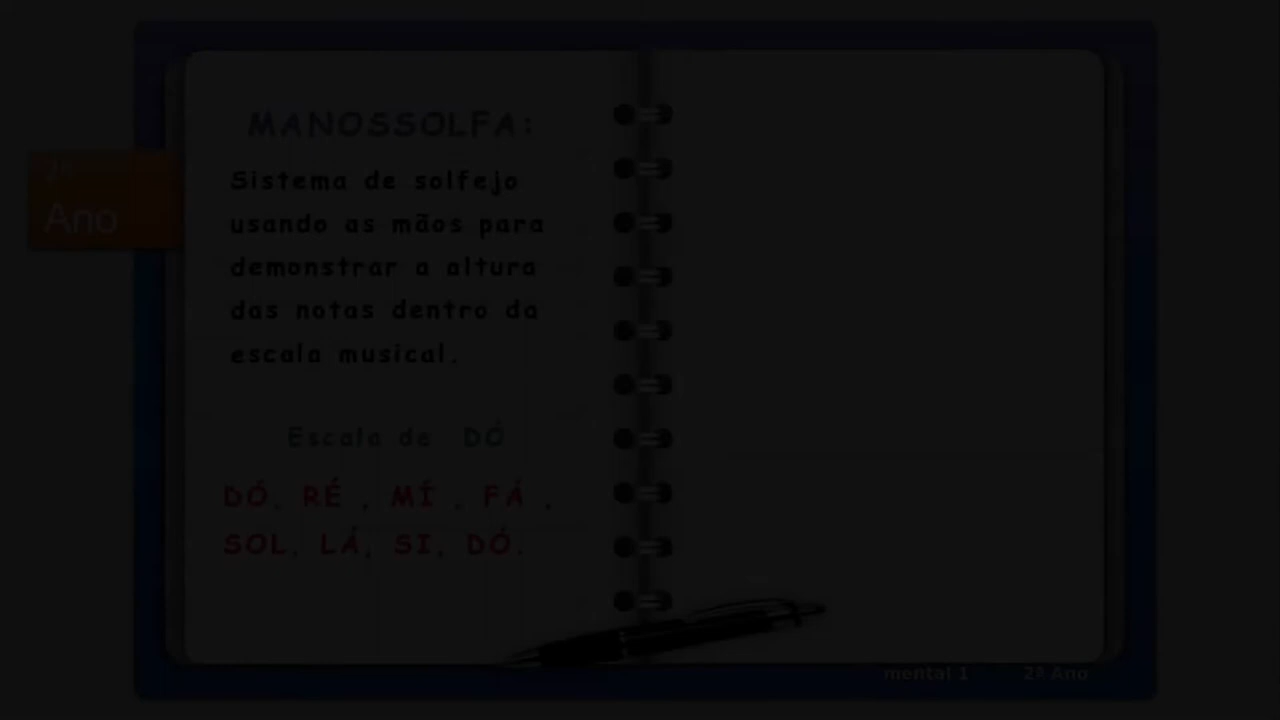 MANOSSOLFA:
Sistema de solfejo
usando as mãos para
demonstrar a altura
das notas dentro da
escala musical.
Ano
Escala de DÓ
DÓ, RÉ , MÍ , FÁ ,
SOL, LÁ, SI, DÓ.
mental 1 2º Ano